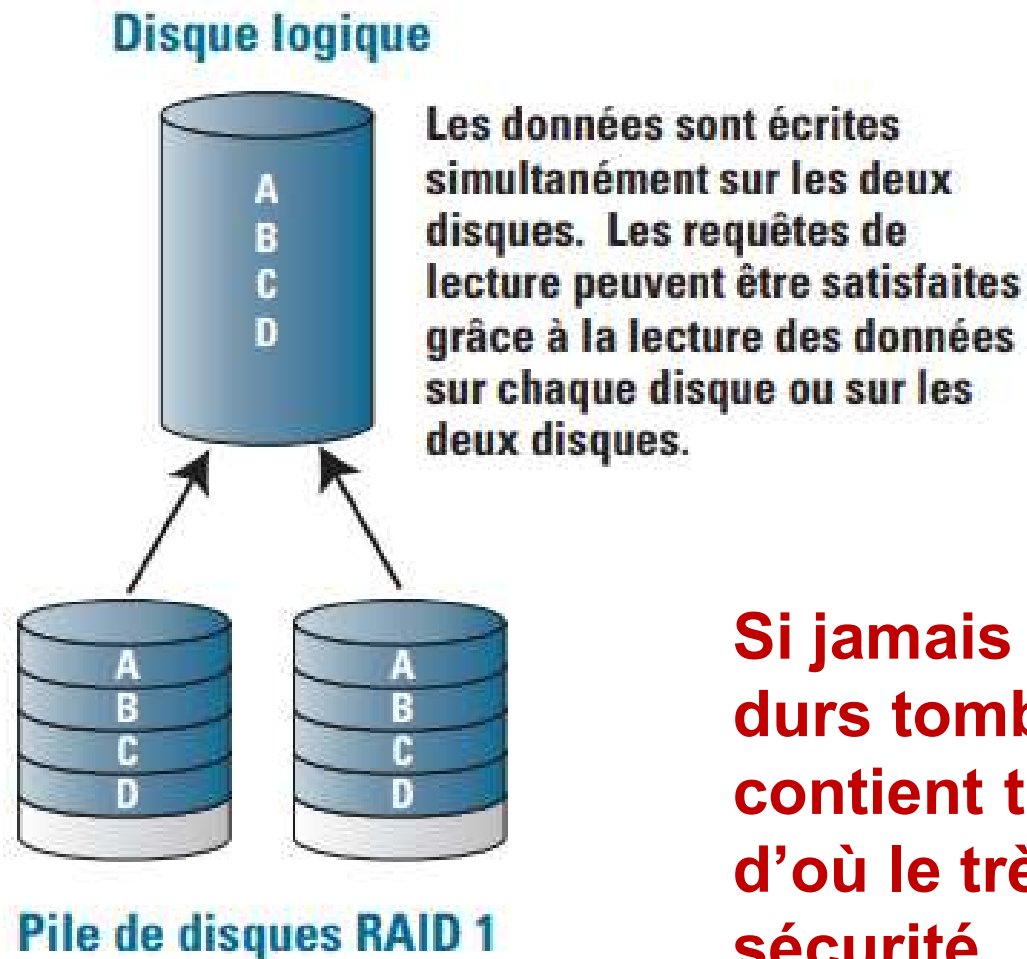 Disque logique
A
B
C
D
Les données sont écrites
simultanément sur les deux
disques. Les requêtes de
lecture peuvent être satisfaites
grâce à la lecture des données
sur chaque disque ou sur les
deux disques.
A
B
C
D
A
B
C
D
Pile de disques RAID 1
Si jamais
durs
contient
d’où le
sécurité